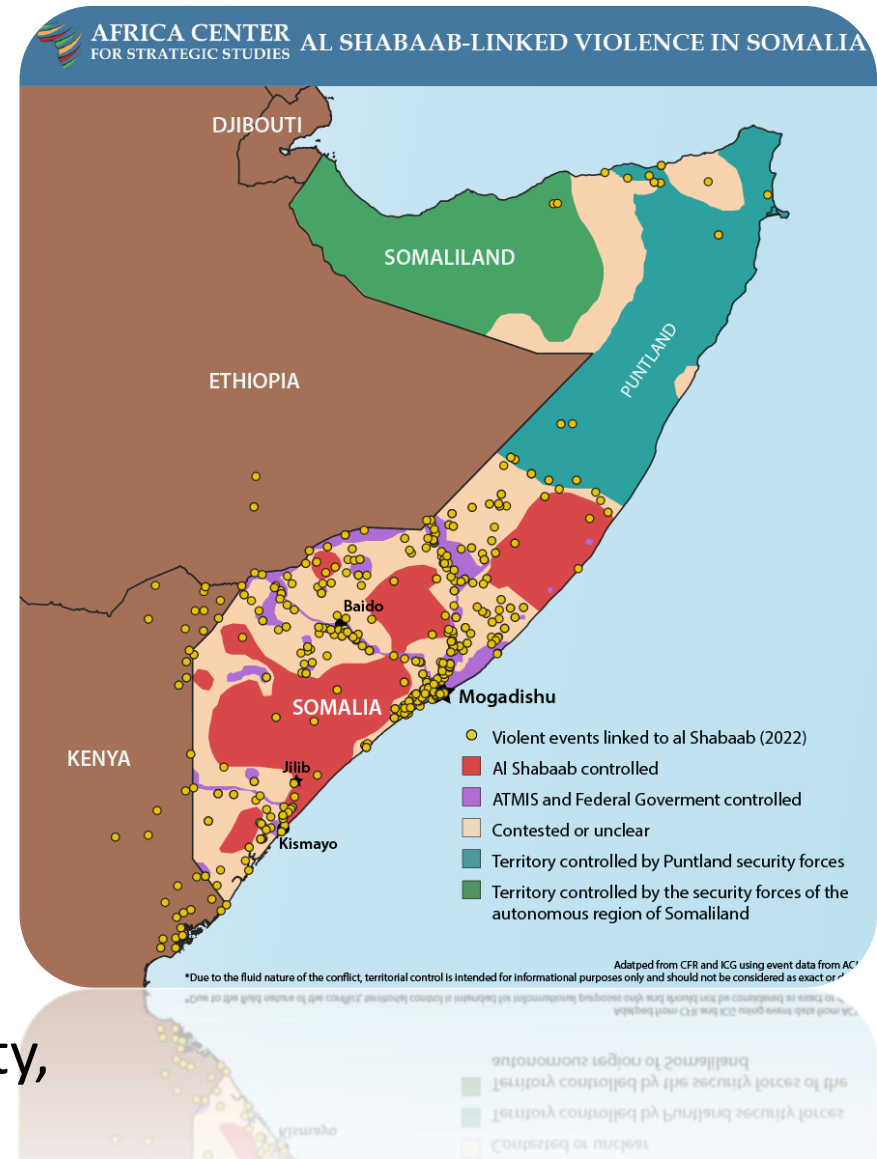 AFRICA CENTER
FOR STRATEGIC STUDIES
AL SHABAAB-LINKED VIOLENCE IN SOMALIA
DJIBOUTI
SOMALILAND
PUNTLAND
ETHIOPIA
Baido
Mogadishu
SOMALIA
KENYA
Jilib
Kismayo
Violent events linked to al Shabaab (2022)
Al Shabaab controlled
ATMIS and Federal Goverment controlled
Contested or unclear
Territory controlled by Puntland security forces
Territory controlled by the security forces of the
autonomous region of Somaliland
Adatped from CFR and ICG using event data from AC
*Due to the fluid nature of the conflict, territorial control is intended for informational purposes only and should not be considered as exact or
ty,